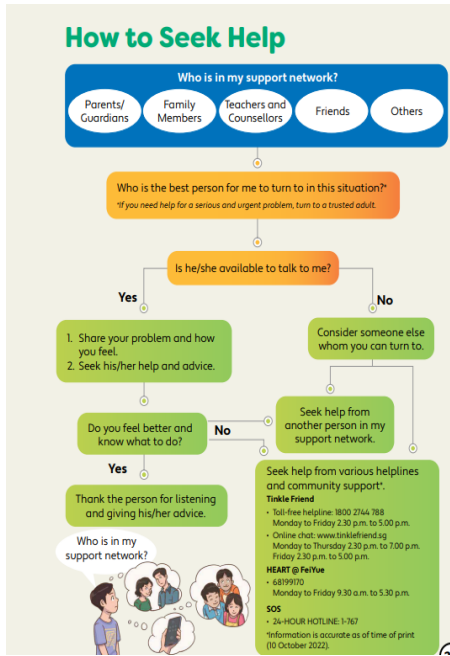 How to Seek Help
Who is in my support network?
Parents/
Guardians
Family
Members
Teachers and
Counsellors
Friends
Others
Who is the best person for me to turn to in this situation?*
*If you need help for a serious and urgent problem, turn to a trusted adult.
Is he/she available to talk to me?
Yes
No
1. Share your problem and how
you feel.
2. Seek his/her help and advice.
Consider someone else
whom you can turn to.
Do you feel better and
know what to do?
No
Seek help from
another person in my
support network.
Yes
Thank the person for listening
and giving his/her advice.
Seek help from various helplines
and community support*.
Tinkle Friend
• Toll-free helpline: 1800 2744 788
Monday to Friday 2.30 p.m. to 5.00 p.m.
• Online chat: www.tinklefriend.sg
Monday to Thursday 2.30 p.m. to 7.00 p.m.
Friday 2.30 p.m. to 5.00 p.m.
HEART @ FeiYue
• 68199170
Monday to Friday 9.30 a.m. to 5.30 p.m.
SOS
• 24-HOUR HOTLINE: 1-767
*Information is accurate as of time of print
(10 October 2022).
Who is in my
support network?